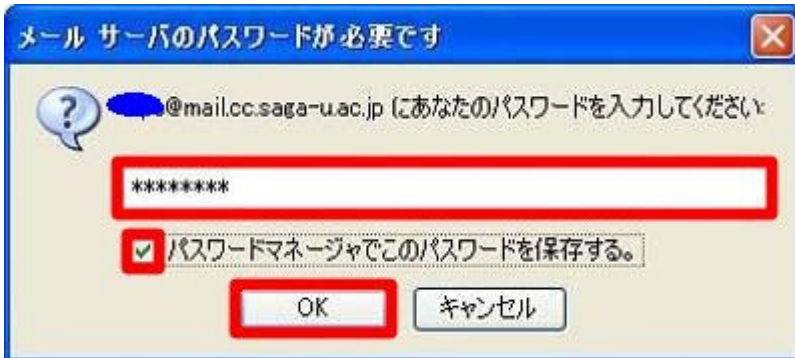 メール サーバのパスワードが必要です
@mail.cc.saga-u.ac.jp にあなたのパスワードを入力してください:
********
パスワードマネージャでこのパスワードを保存する。
OK
キャンセル